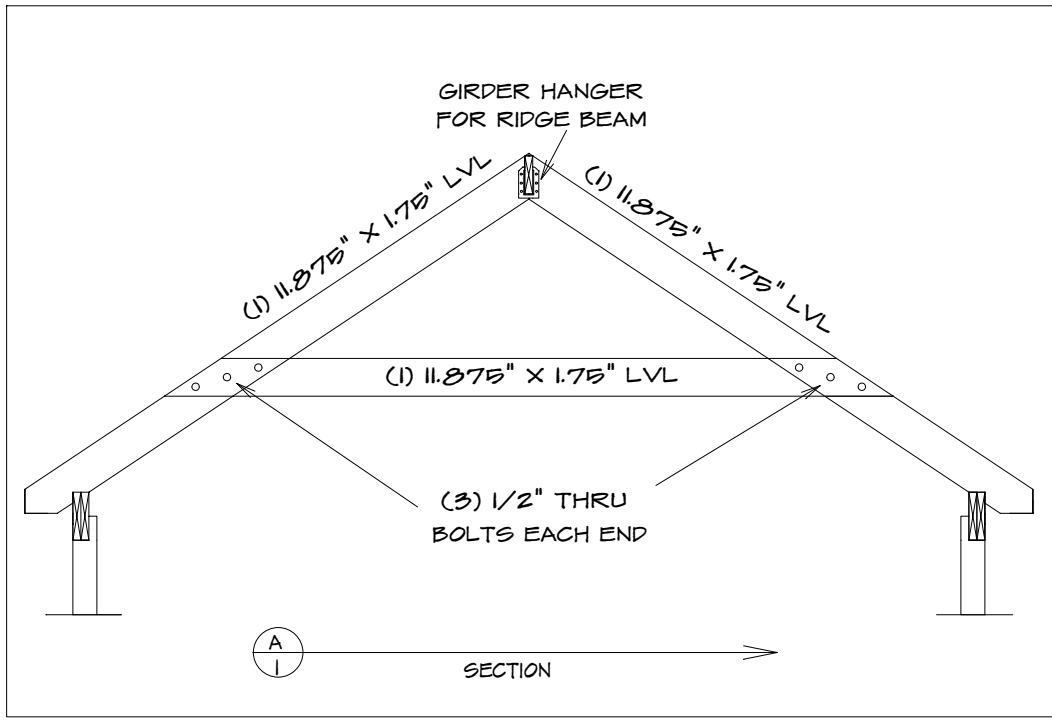 GIRDER HANGER
FOR RIDGE BEAM
(1) 11.875" X 1.75" LVL
(1) 11.875" X 1.75" LVL
(1) 11.875" X 1.75" LVL
(3) 1/2" THRU
BOLTS EACH END
A
1
SECTION